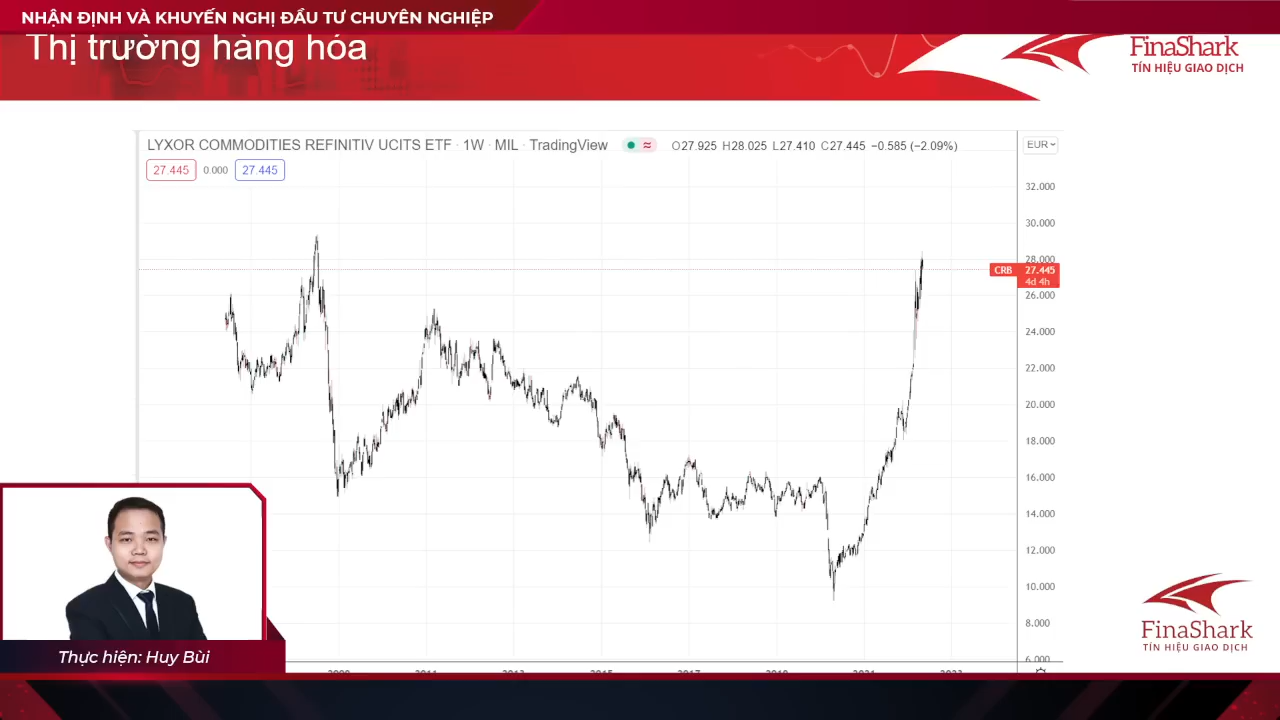 NHẬN ĐỊNH VÀ KHUYẾN NGHỊ ĐẦU TƯ CHUYÊN NGHIỆP
Thị trường hàng hóa
FinaShark
TÍN HIỆU GIAO DỊCH
LYXOR COMMODITIES REFINITIV UCITS ETF · 1W · MIL · TradingView
O27.925 H28.025 L27.410 C27.445 −0.585 (−2.09%)
EUR
27.445 0.000 27.445
32.000
30.000
28.000
CRB 27.445
4d 4h
26.000
24.000
22.000
20.000
18.000
16.000
14.000
12.000
10.000
8.000
6.000
2009 2011 2013 2015 2017 2019 2021 2023
FinaShark
TÍN HIỆU GIAO DỊCH
Thực hiện: Huy Bùi